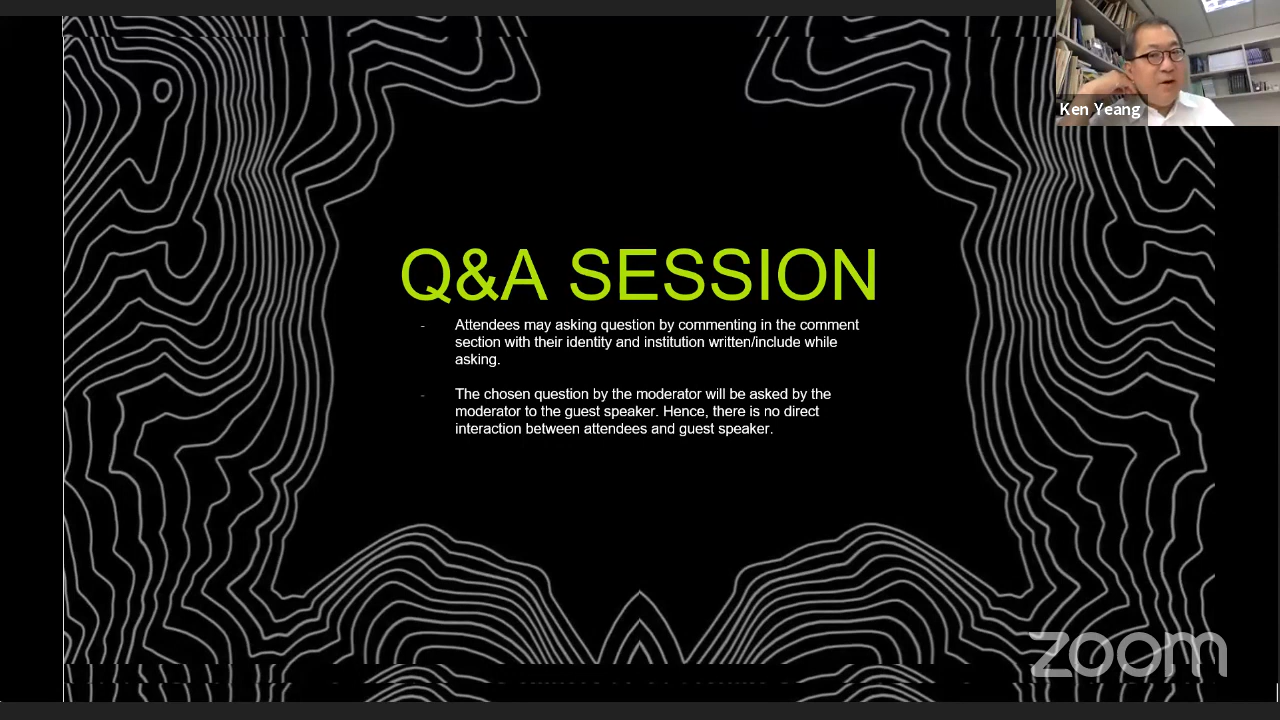 Ken Yeang
Q&A SESSION
- Attendees may asking question by commenting in the comment
section with their identity and institution written/include while
asking.
- The chosen question by the moderator will be asked by the
moderator to the guest speaker. Hence, there is no direct
interaction between attendees and guest speaker.
zoom